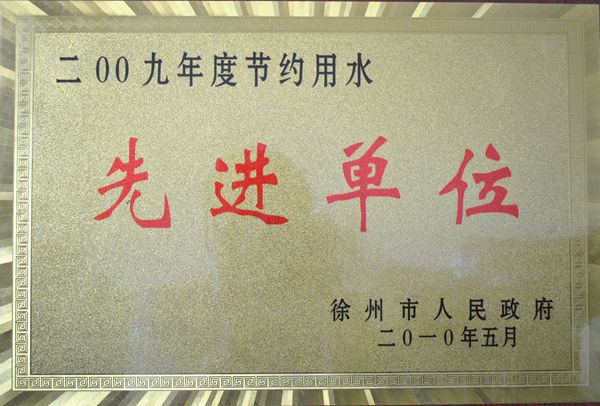 二00九年度节约用水
先进单位
徐州市人民政府
二0一0年五月